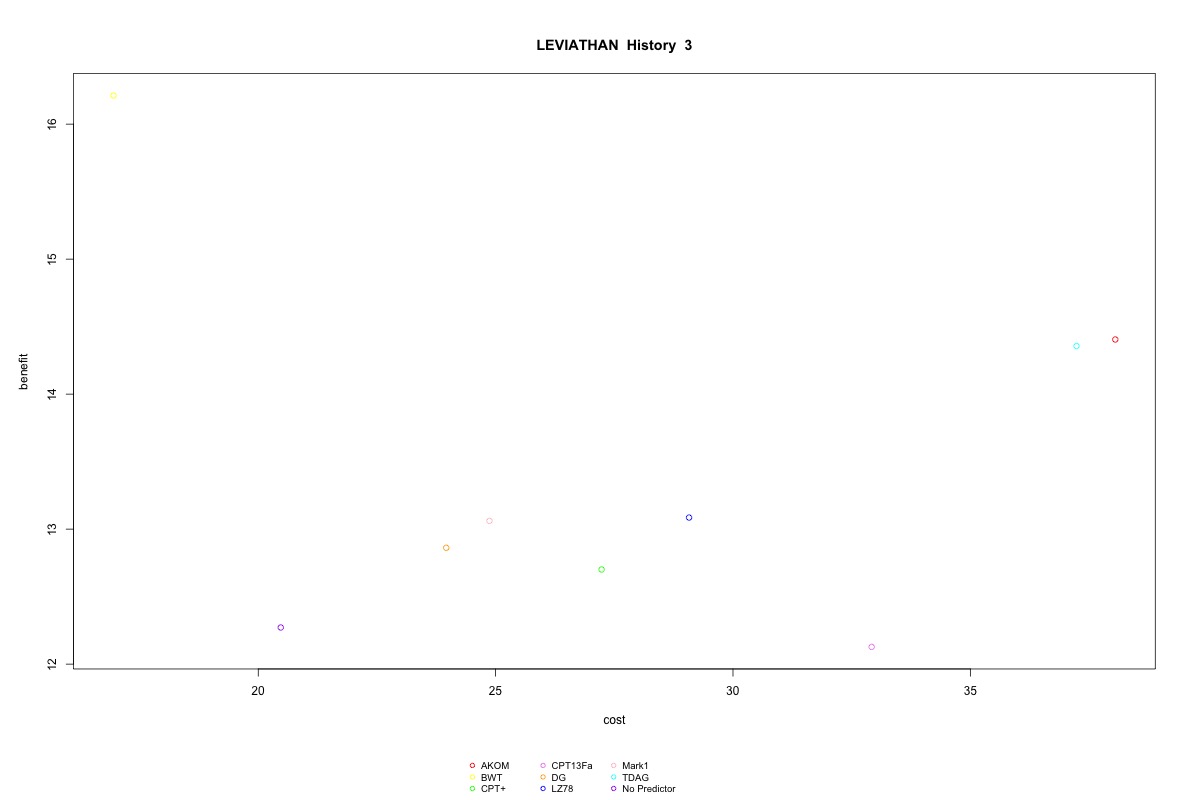 LEVIATHAN History 3
16
15
14
13
12
benefit
20 25 30 35
cost
AKOM CPT13Fa Mark1
BWT DG TDAG
CPT+ LZ78 No Predictor